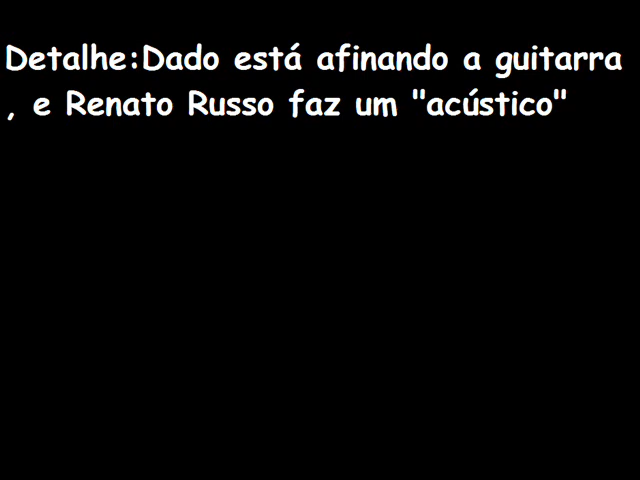 Detalhe:Dado está afinando a guitarra
, e Renato Russo faz um "acústico"